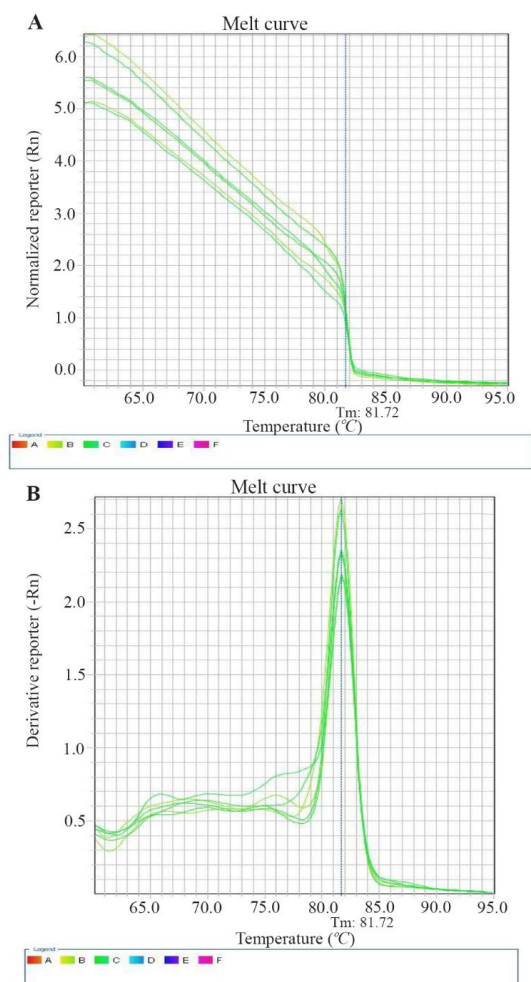 A
Melt curve
Normalized reporter (Rn)
6.0
5.0
4.0
3.0
2.0
1.0
0.0
65.0 70.0 75.0 80.0 85.0 90.0 95.0
Tm: 81.72
Temperature (°C)
Legend
A B C D E F
B
Melt curve
Derivative reporter (-Rn)
2.5
2.0
1.5
1.0
0.5
65.0 70.0 75.0 80.0 85.0 90.0 95.0
Tm: 81.72
Temperature (°C)
Legend
A B C D E F